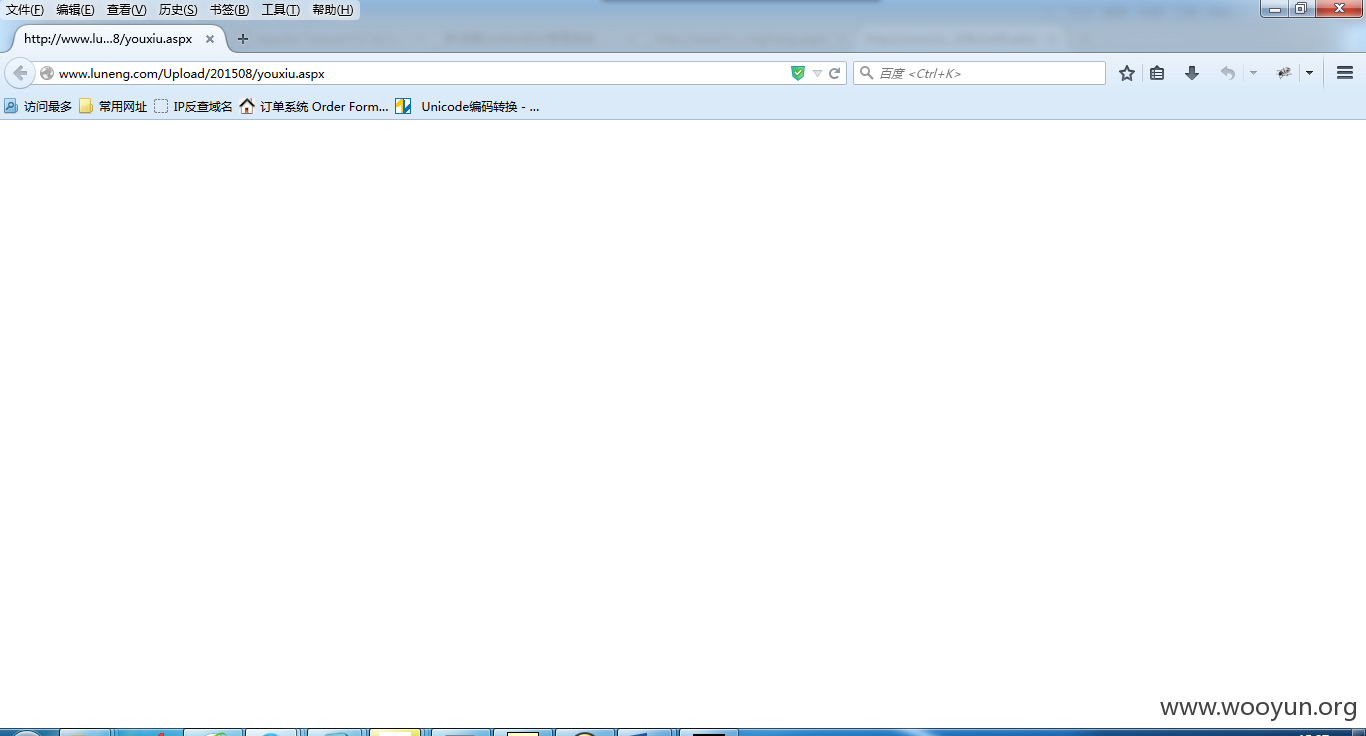 文件(F) 编辑(E) 查看(V) 历史(S) 书签(B) 工具(T) 帮助(H)
http://www.lu...8/youxiu.aspx
www.luneng.com/Upload/201508/youxiu.aspx 百度 <Ctrl+K>
访问最多 常用网址 IP反查域名 订单系统 Order Form... Unicode编码转换 - ...
www.wooyun.org